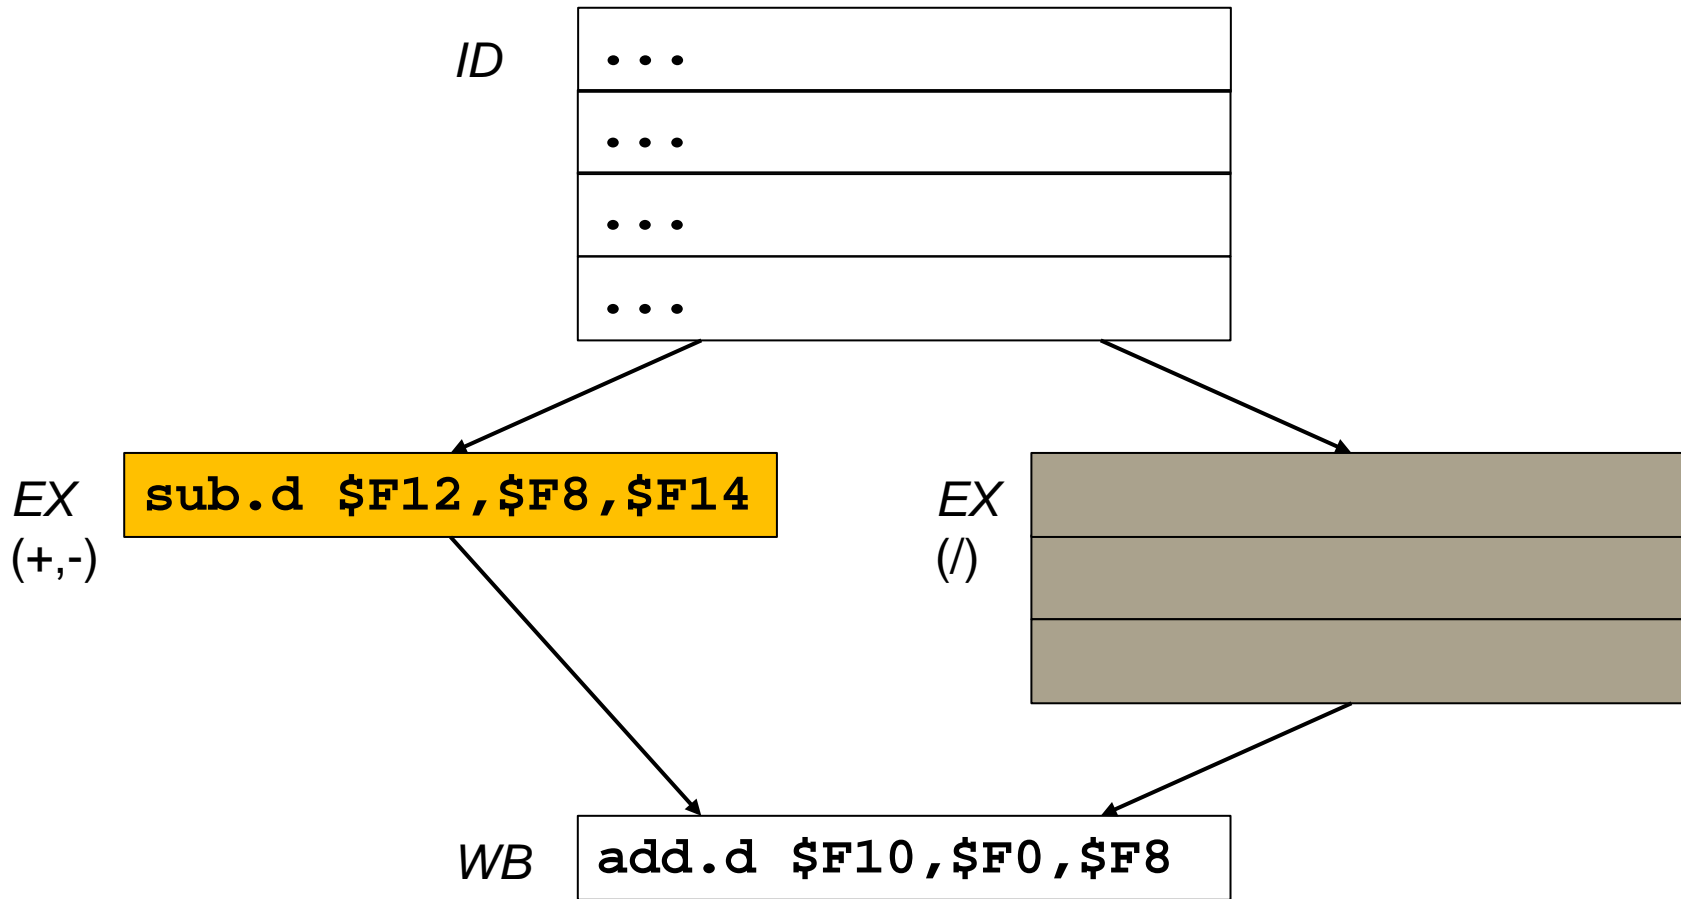 ID
...
...
...
...
EX
(+,-)
sub.d $F12,$F8,$F14
EX
(/)
WB
add.d $F10,$F0,$F8